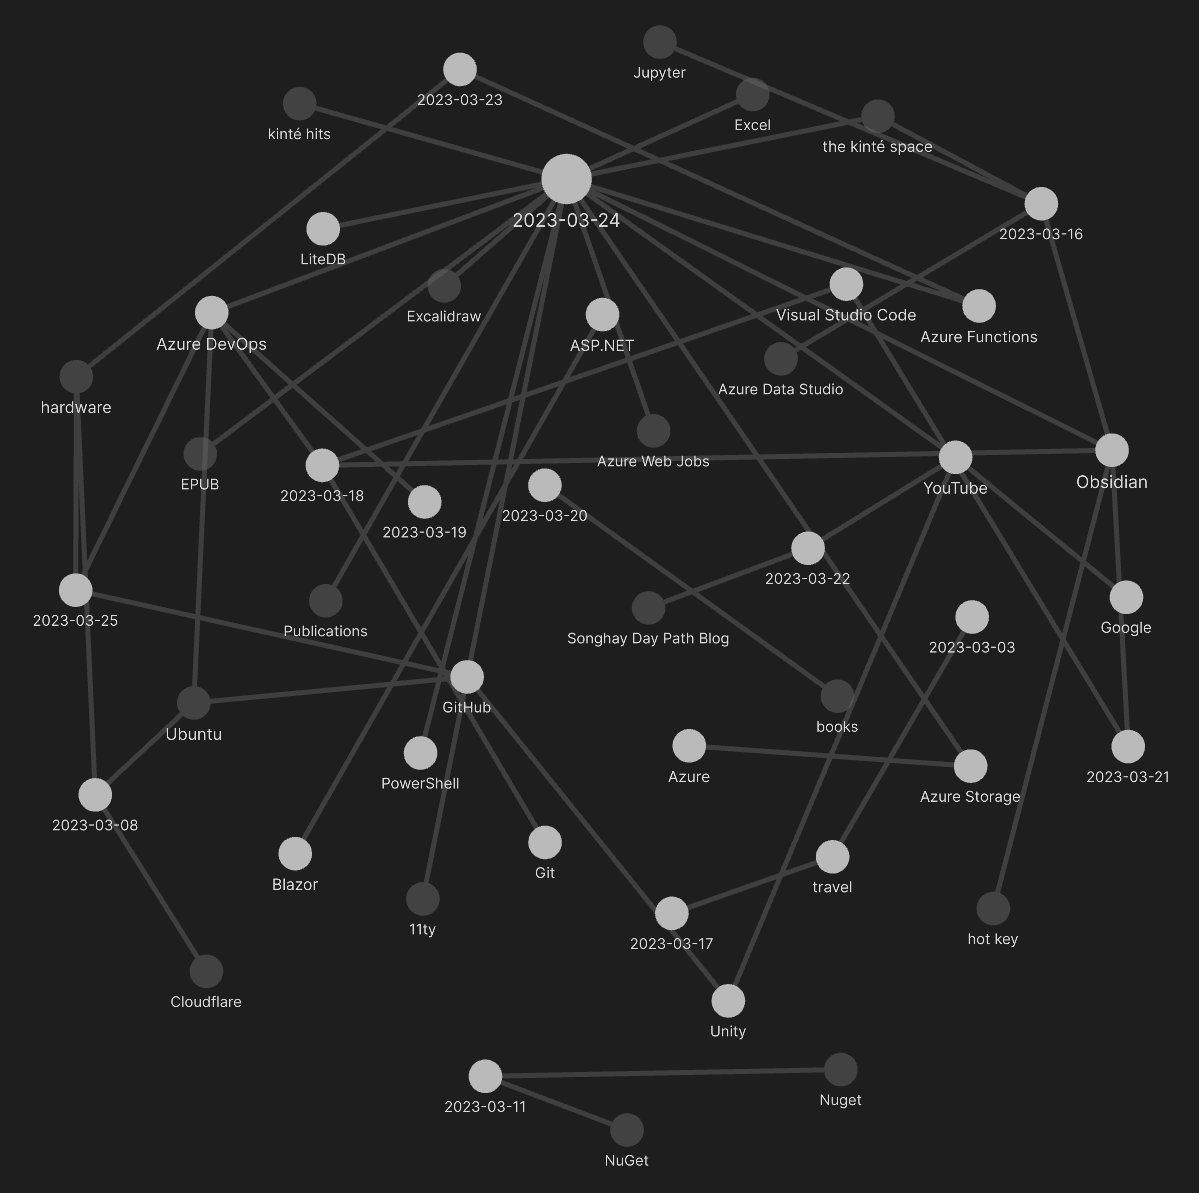 Jupyter
2023-03-23
Excel
kinté hits
the kinté space
2023-03-24
2023-03-16
LiteDB
Excalidraw
Visual Studio Code
Azure Functions
Azure DevOps
ASP.NET
Azure Data Studio
hardware
Azure Web Jobs
EPUB
2023-03-18
YouTube
Obsidian
2023-03-19
2023-03-20
2023-03-22
2023-03-25
Publications
Songhay Day Path Blog
2023-03-03
Google
GitHub
Ubuntu
books
PowerShell
Azure
Azure Storage
2023-03-21
2023-03-08
Blazor
Git
travel
11ty
2023-03-17
hot key
Cloudflare
Unity
2023-03-11
Nuget
NuGet